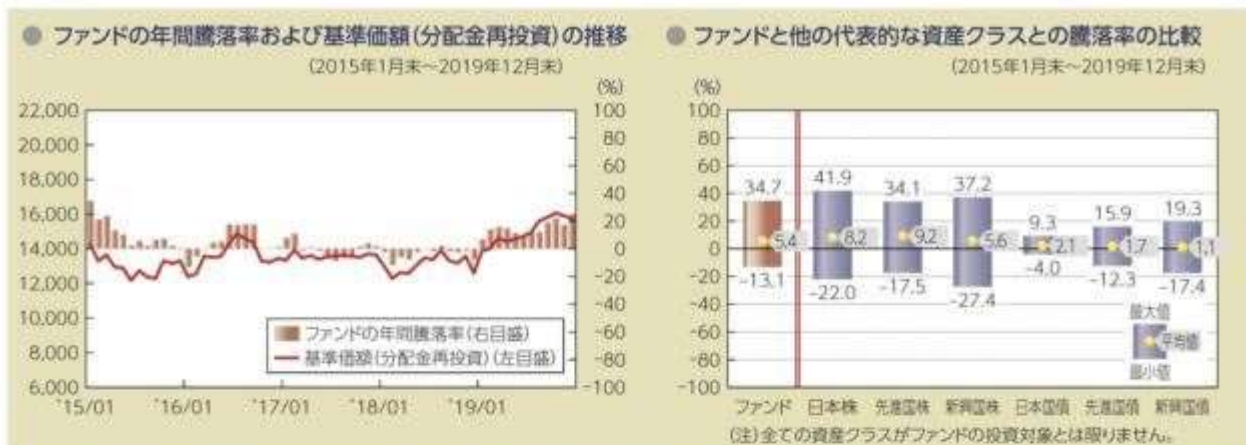 ● ファンドの年間騰落率および基準価額(分配金再投資)の推移
(2015年1月末～2019年12月末)
(%)
22,000
20,000
18,000
16,000
14,000
12,000
10,000
8,000
6,000
100
80
60
40
20
0
-20
-40
-60
-80
-100
ファンドの年間騰落率(右目盛)
基準価額(分配金再投資)(左目盛)
'15/01 '16/01 '17/01 '18/01 '19/01
● ファンドと他の代表的な資産クラスとの騰落率の比較
(2015年1月末～2019年12月末)
(%)
100
80
60
40
20
0
-20
-40
-60
-80
-100
34.7 41.9 34.1 37.2 9.3 15.9 19.3
5.4 8.2 9.2 5.6 2.1 1.7 1.1
-13.1 -22.0 -17.5 -27.4 -4.0 -12.3 -17.4
最大値
平均値
最小値
ファンド 日本株 先進国株 新興国株 日本国債 先進国債 新興国債
(注)全ての資産クラスがファンドの投資対象とは限りません。